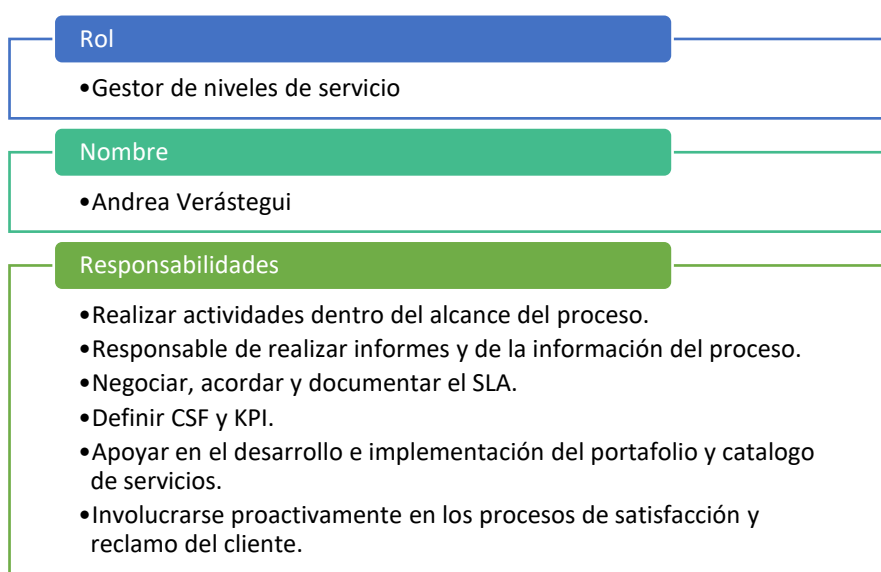 Rol
•Gestor de niveles de servicio
Nombre
•Andrea Verástegui
Responsabilidades
•Realizar actividades dentro del alcance del proceso.
•Responsable de realizar informes y de la información del proceso.
•Negociar, acordar y documentar el SLA.
•Definir CSF y KPI.
•Apoyar en el desarrollo e implementación del portafolio y catalogo
de servicios.
•Involucrarse proactivamente en los procesos de satisfacción y
reclamo del cliente.